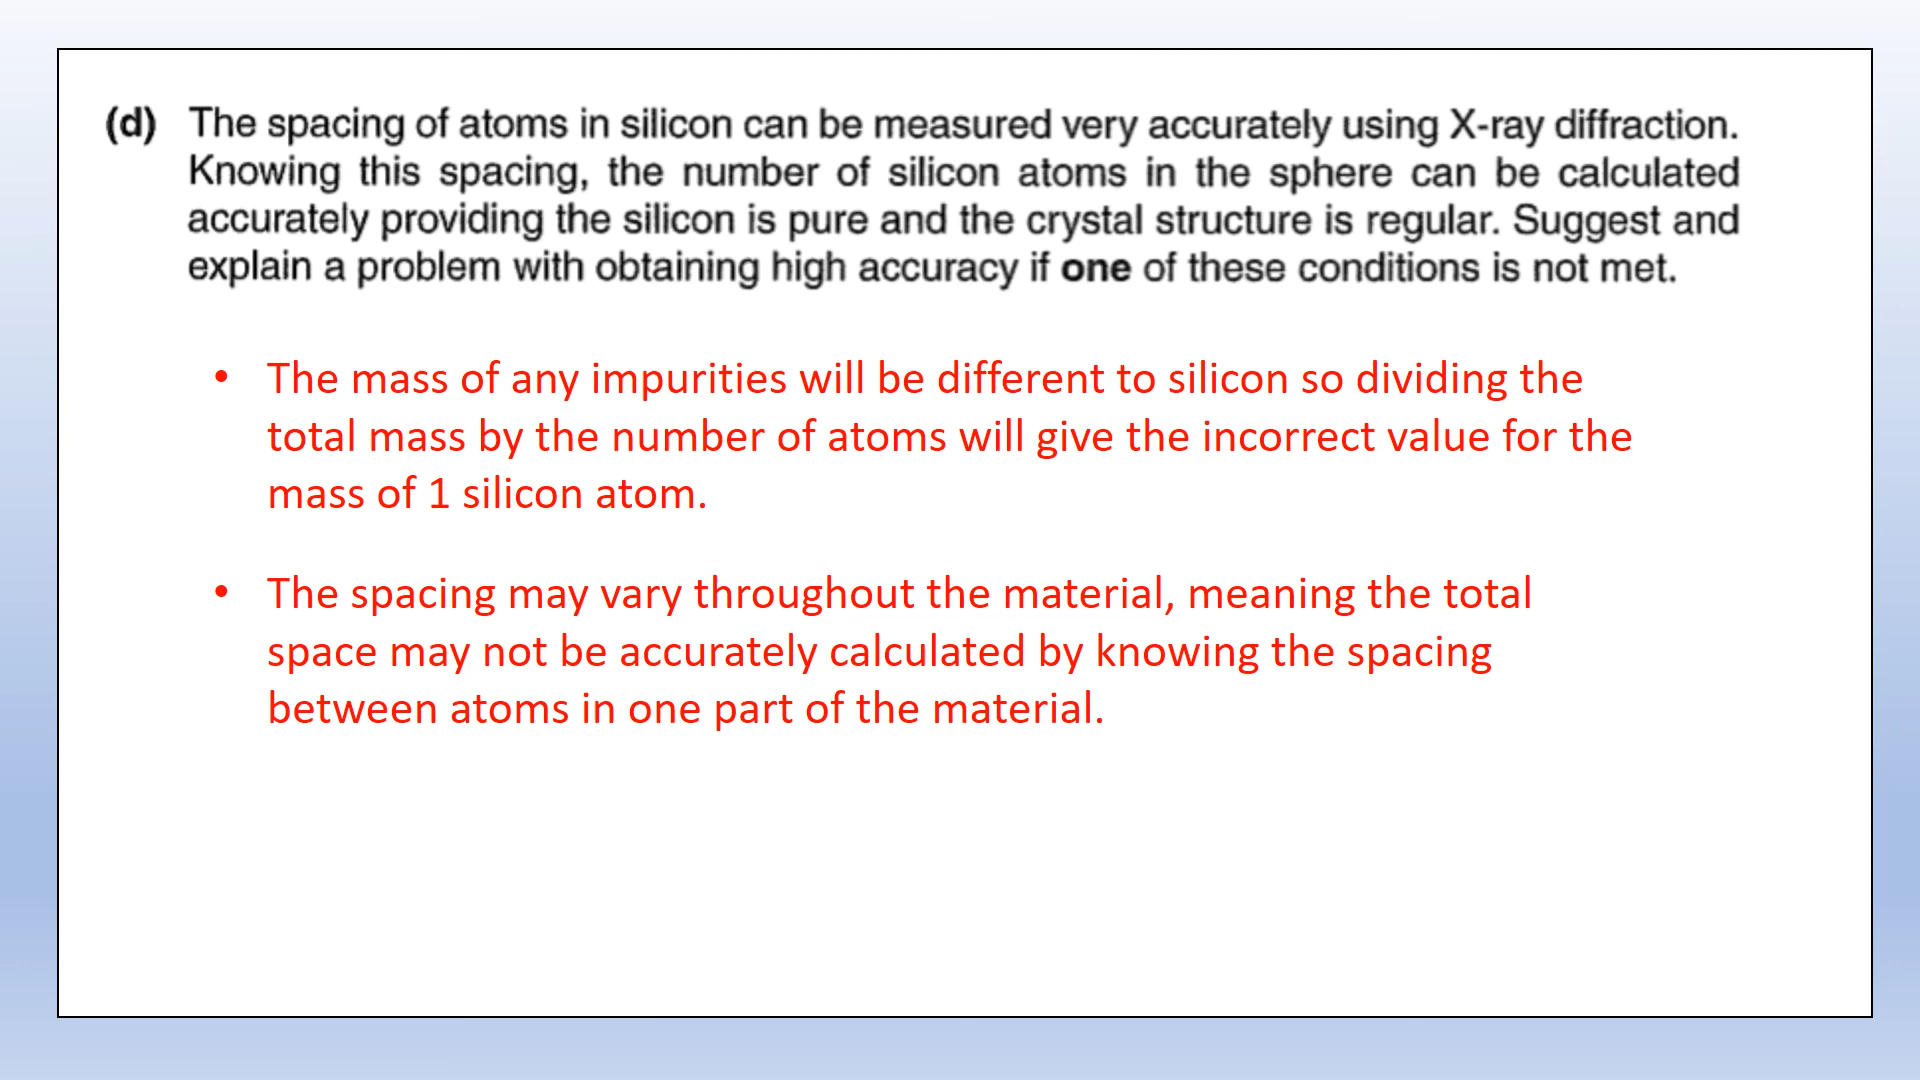 (d) The spacing of atoms in silicon can be measured very accurately using X-ray diffraction.
Knowing this spacing, the number of silicon atoms in the sphere can be calculated
accurately providing the silicon is pure and the crystal structure is regular. Suggest and
explain a problem with obtaining high accuracy if one of these conditions is not met.
• The mass of any impurities will be different to silicon so dividing the
total mass by the number of atoms will give the incorrect value for the
mass of 1 silicon atom.
• The spacing may vary throughout the material, meaning the total
space may not be accurately calculated by knowing the spacing
between atoms in one part of the material.